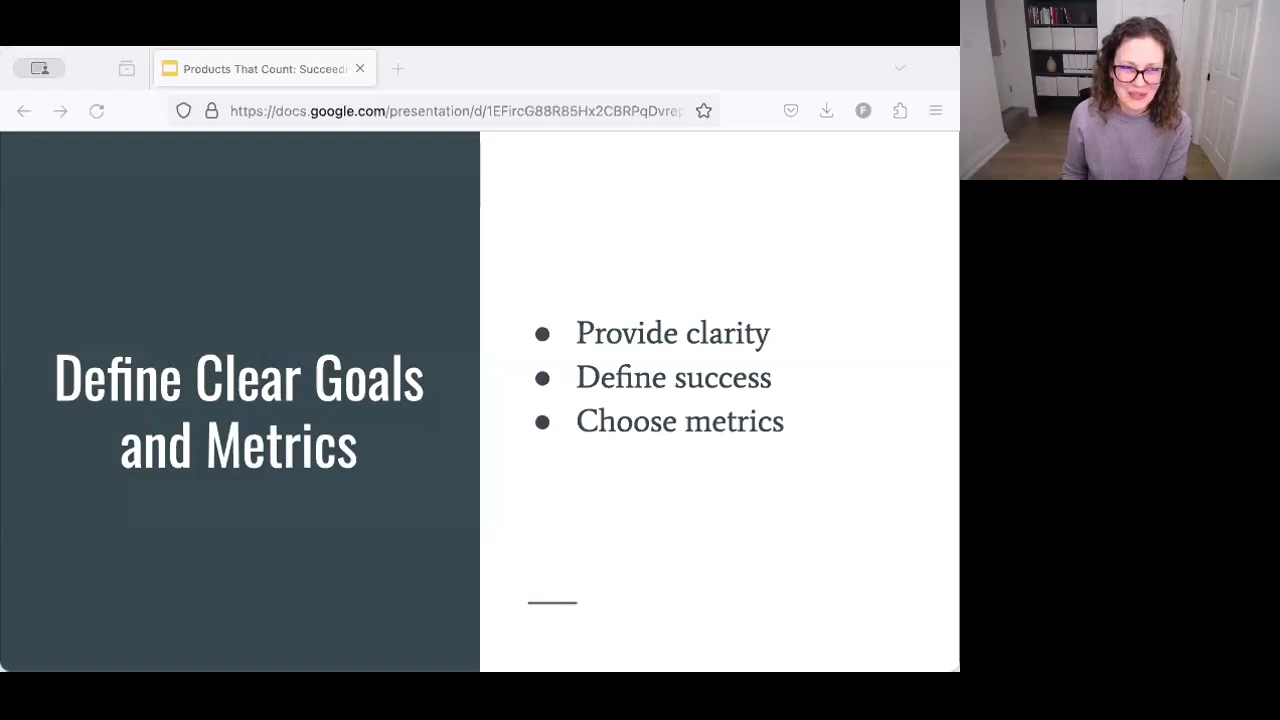 Products That Count: Succeedi
https://docs.google.com/presentation/d/1EFircG88R85Hx2CBRPqDvrep
F
Define Clear Goals
and Metrics
● Provide clarity
● Define success
● Choose metrics